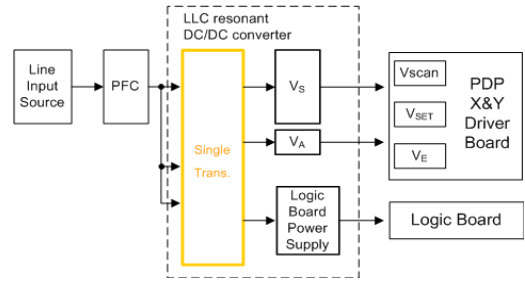 LLC resonant
DC/DC converter
Line
Input
Source
PFC
Single
Trans.
VS
VA
Logic
Board
Power
Supply
Vscan
VSET
VE
PDP
X&Y
Driver
Board
Logic Board